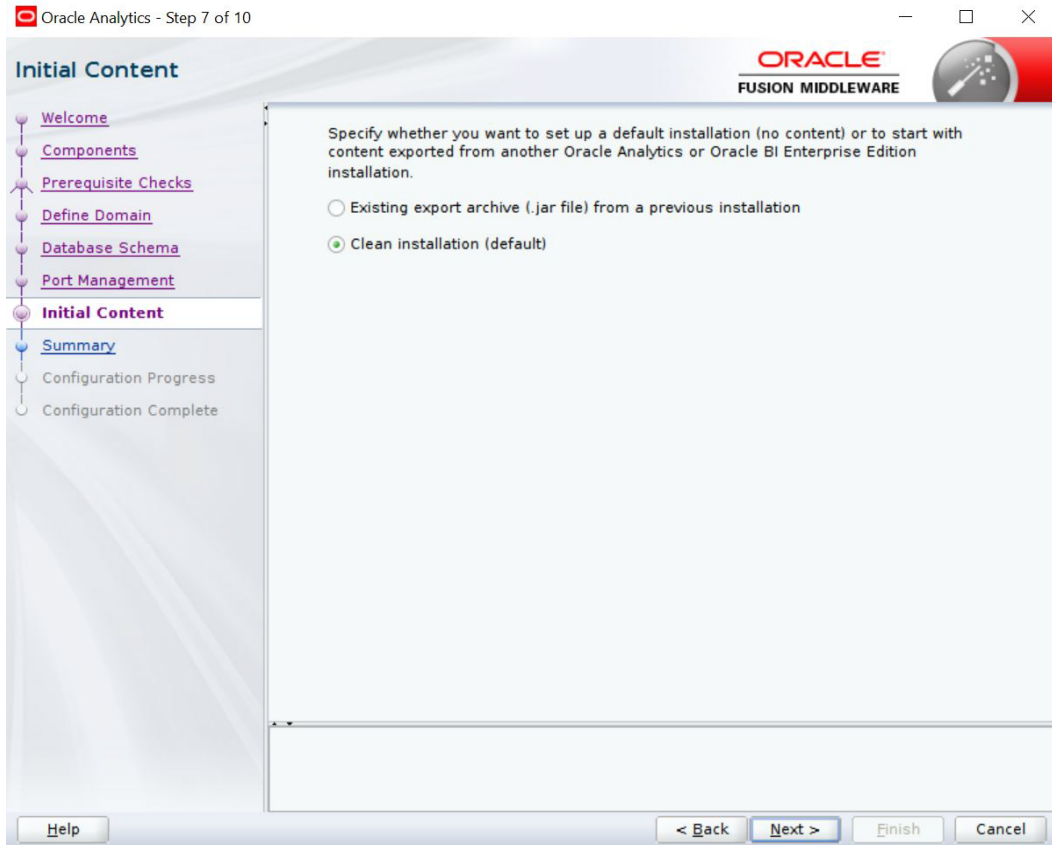 Oracle Analytics - Step 7 of 10
Initial Content
ORACLE
FUSION MIDDLEWARE
Welcome
Components
Prerequisite Checks
Define Domain
Database Schema
Port Management
Initial Content
Summary
Configuration Progress
Configuration Complete
Specify whether you want to set up a default installation (no content) or to start with
content exported from another Oracle Analytics or Oracle BI Enterprise Edition
installation.
Existing export archive (.jar file) from a previous installation
Clean installation (default)
Help
< Back
Next >
Finish
Cancel